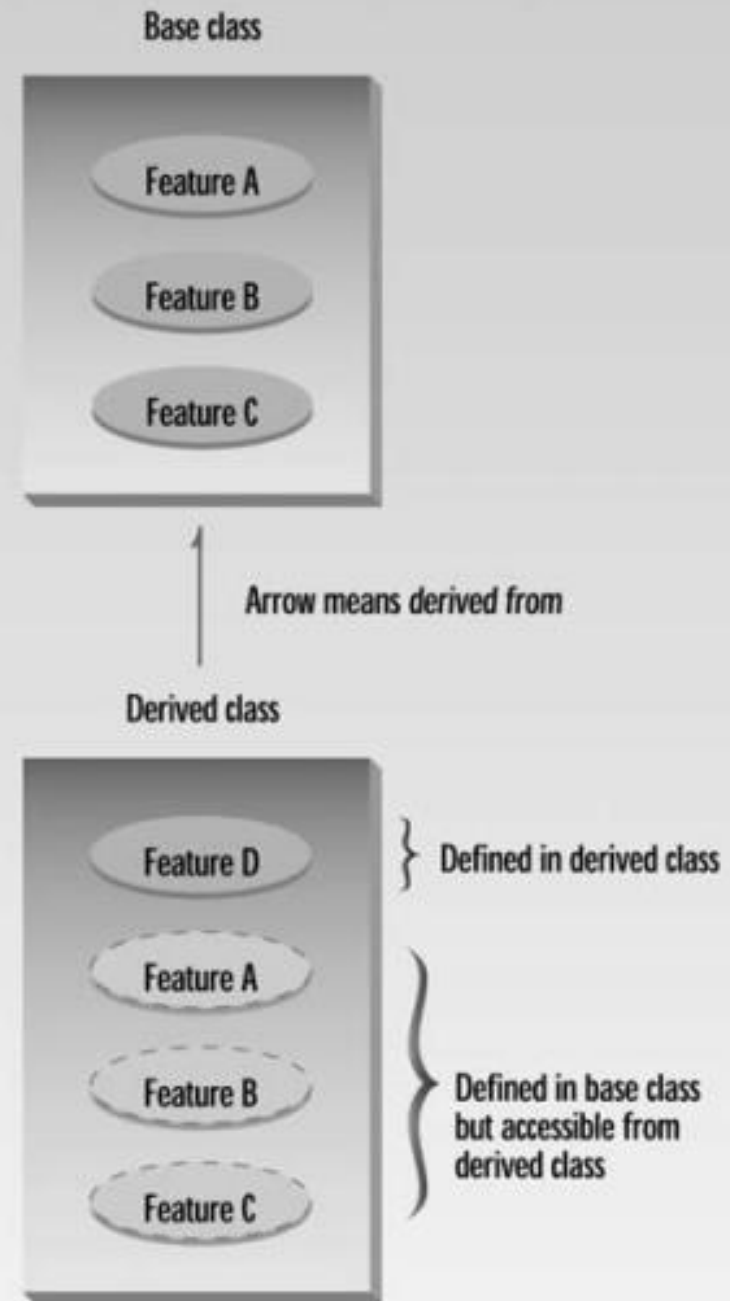 Base class
Feature A
Feature B
Feature C
Arrow means derived from
Derived class
Feature D
Defined in derived class
Feature A
Feature B
Defined in base class
but accessible from
derived class
Feature C